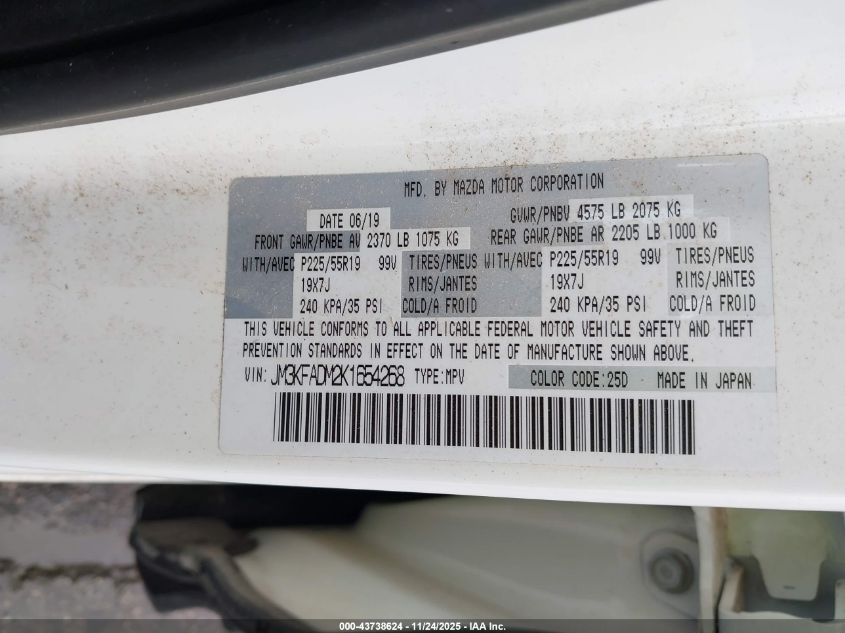 MFD. BY MAZDA MOTOR CORPORATION
DATE 06/19 GVWR/PNBV 4575 LB 2075 KG
FRONT GAWR/PNBE AV 2370 LB 1075 KG REAR GAWR/PNBE AR 2205 LB 1000 KG
WITH/AVEC P225/55R19 99V TIRES/PNEUS WITH/AVEC P225/55R19 99V TIRES/PNEUS
19X7J RIMS/JANTES 19X7J RIMS/JANTES
240 KPA/35 PSI COLD/A FROID 240 KPA/35 PSI COLD/A FROID
THIS VEHICLE CONFORMS TO ALL APPLICABLE FEDERAL MOTOR VEHICLE SAFETY AND THEFT
PREVENTION STANDARDS IN EFFECT ON THE DATE OF MANUFACTURE SHOWN ABOVE.
VIN: JM3KFADM2K1654268 TYPE:MPV COLOR CODE:25D MADE IN JAPAN
000-43738624 - 11/24/2025 - IAA Inc.